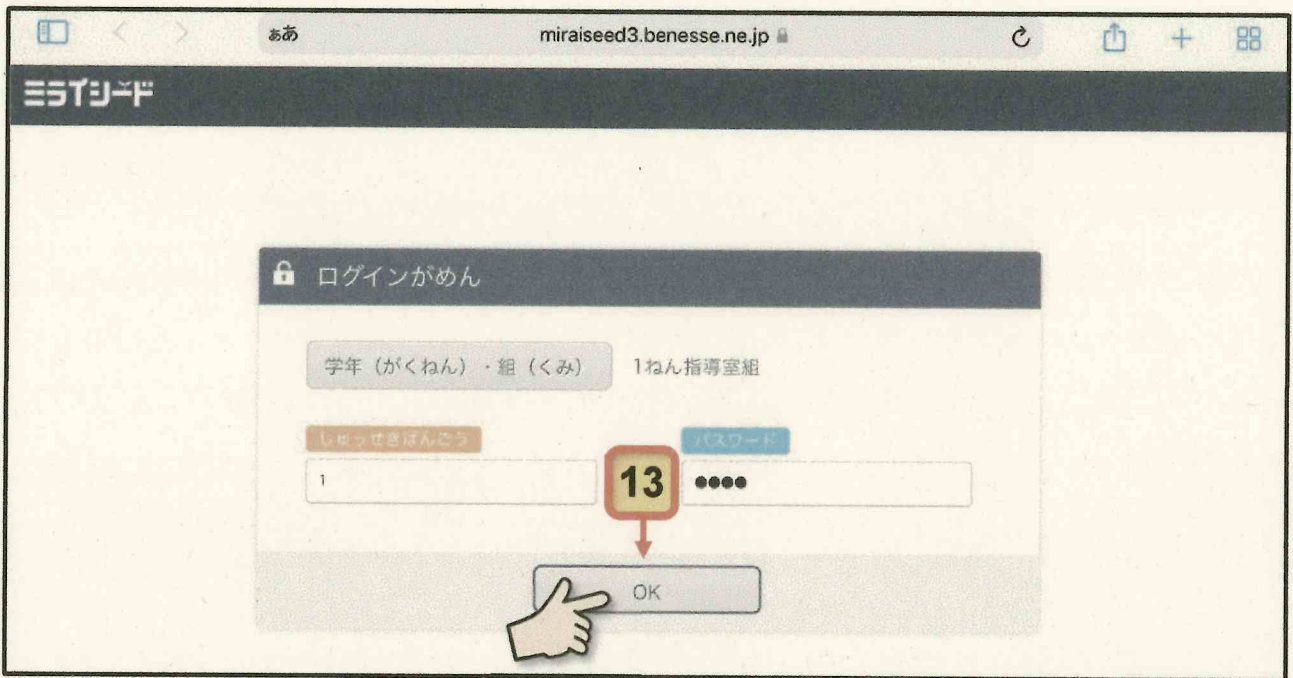 ぁあ miraiseed3.benesse.ne.jp
ミライシード
ログインがめん
学年（がくねん）・組（くみ） 1ねん指導室組
しゅっせきばんごう パスワード
1 13 ●●●●
OK